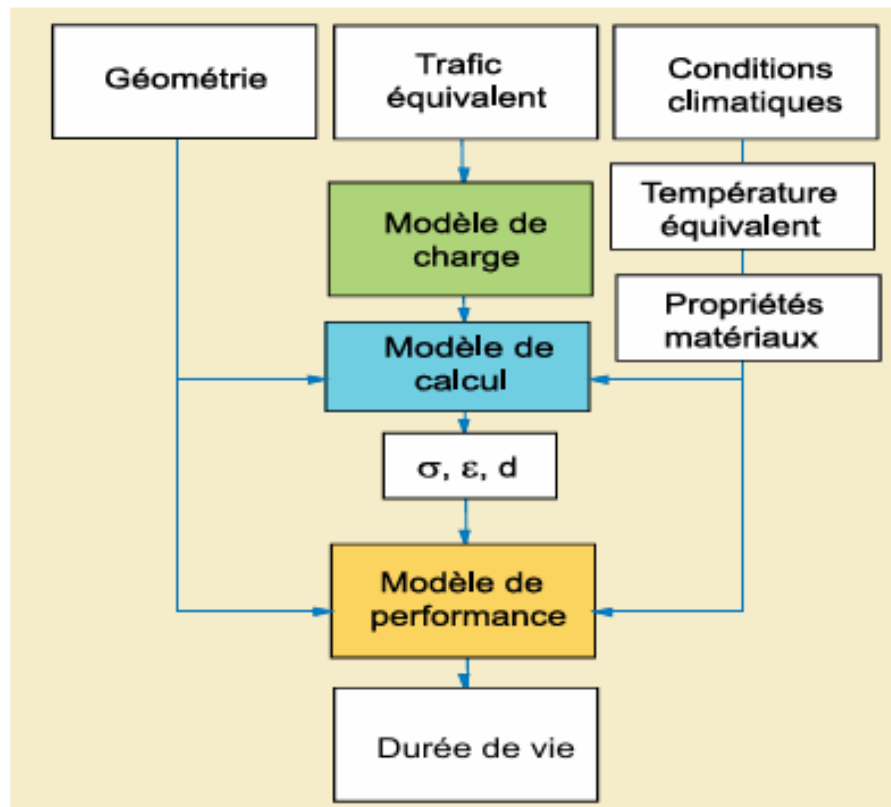 Géométrie
Trafic
équivalent
Conditions
climatiques
Température
équivalent
Modèle de
charge
Propriétés
matériaux
Modèle de
calcul
σ, ε, d
Modèle de
performance
Durée de vie